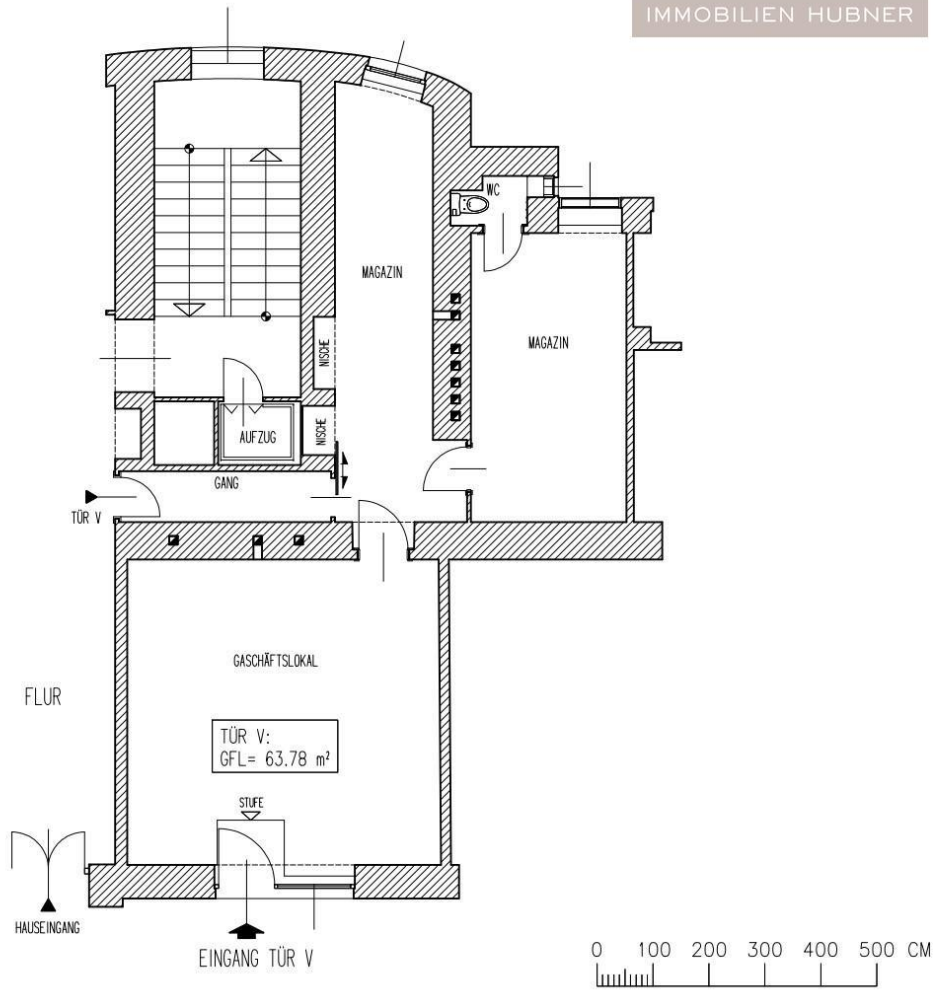 IMMOBILIEN HUBNER
WC
MAGAZIN
MAGAZIN
NISCHE
NISCHE
AUFZUG
GANG
TÜR V
GASCHÄFTSLOKAL
FLUR
TÜR V:
GFL= 63.78 m²
STUFE
HAUSEINGANG
EINGANG TÜR V
0 100 200 300 400 500 CM